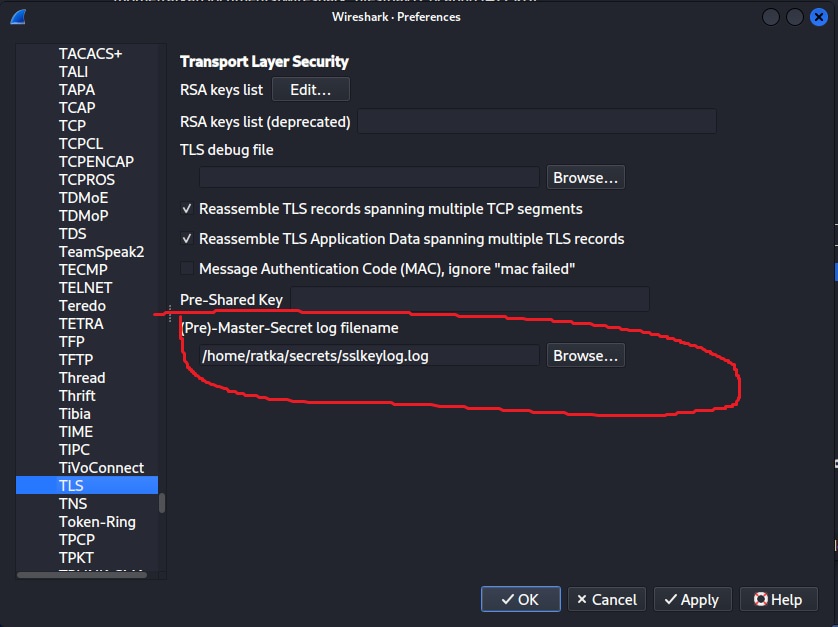 Wireshark · Preferences
TACACS+
TALI
TAPA
TCAP
TCP
TCPCL
TCPENCAP
TCPROS
TDMoE
TDMoP
TDS
TeamSpeak2
TECMP
TELNET
Teredo
TETRA
TFP
TFTP
Thread
Thrift
Tibia
TIME
TIPC
TiVoConnect
TLS
TNS
Token-Ring
TPCP
TPKT
Transport Layer Security
RSA keys list Edit...
RSA keys list (deprecated)
TLS debug file
Browse...
✓ Reassemble TLS records spanning multiple TCP segments
✓ Reassemble TLS Application Data spanning multiple TLS records
Message Authentication Code (MAC), ignore "mac failed"
Pre-Shared Key
(Pre)-Master-Secret log filename
/home/ratka/secrets/sslkeylog.log Browse...
✓ OK × Cancel ✓ Apply Help